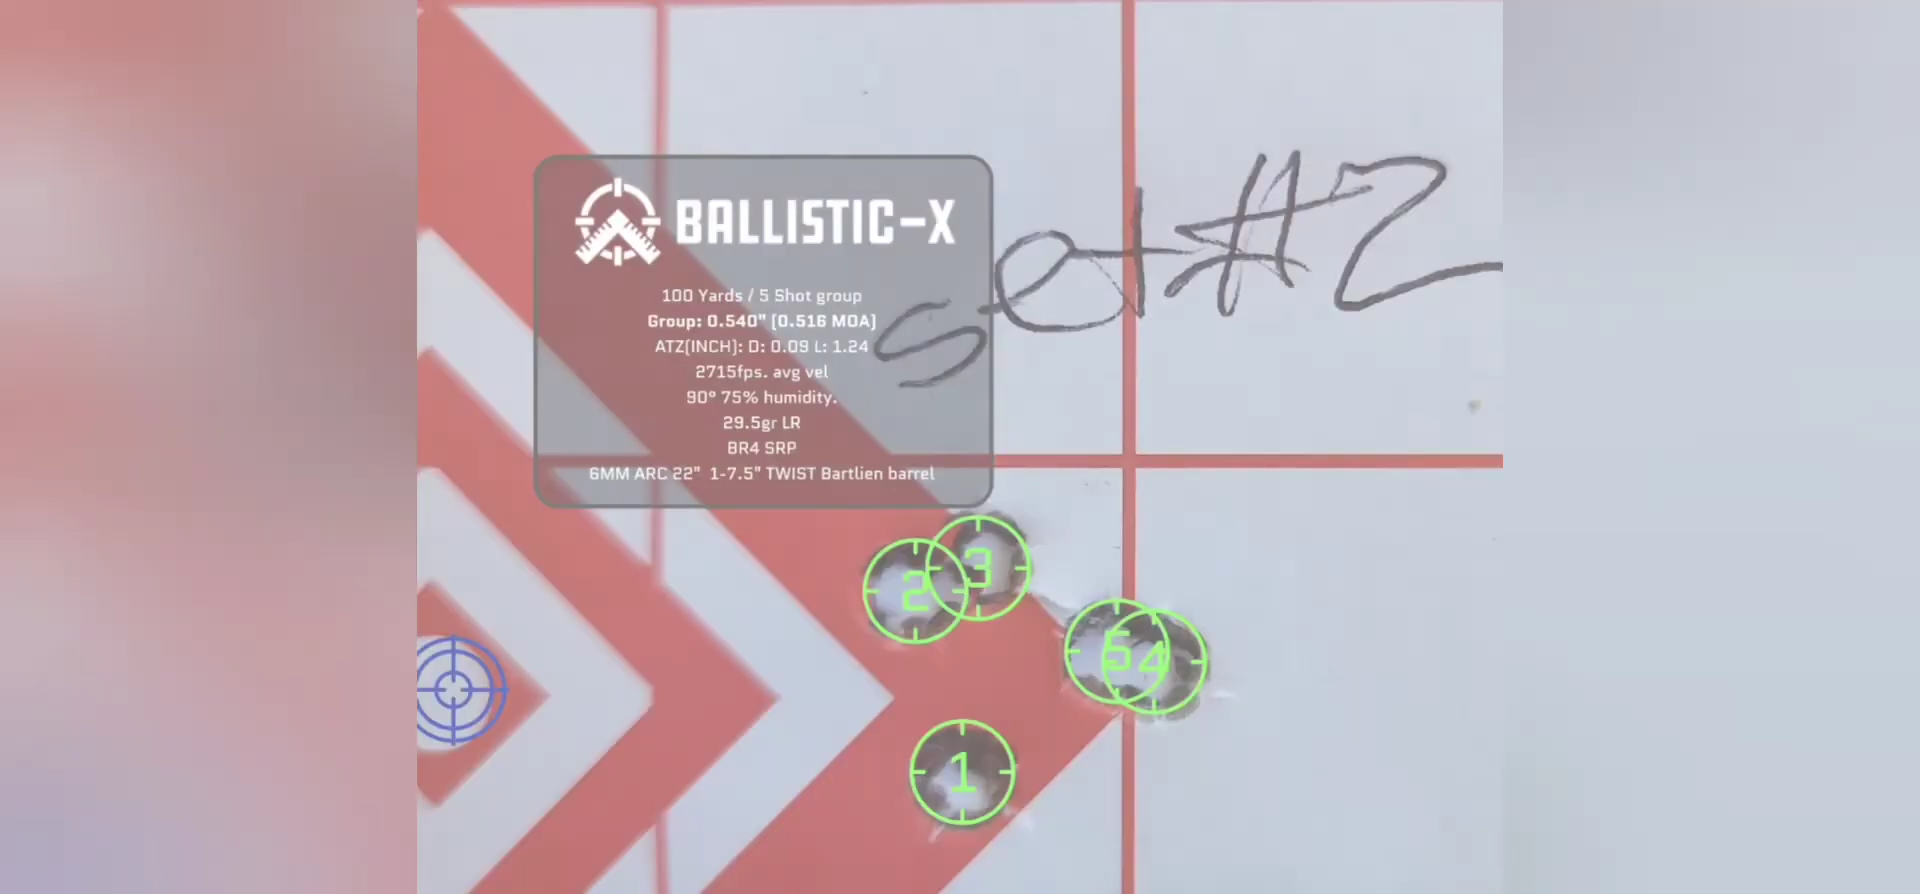 BALLISTIC-X
100 Yards / 5 Shot group
Group: 0.540" (0.516 MOA)
ATZ(INCH): D: 0.09 L: 1.24
2715fps. avg vel
90° 75% humidity.
29.5gr LR
BR4 SRP
6MM ARC 22" 1-7.5" TWIST Bartlien barrel
set#2
2
3
5
4
1